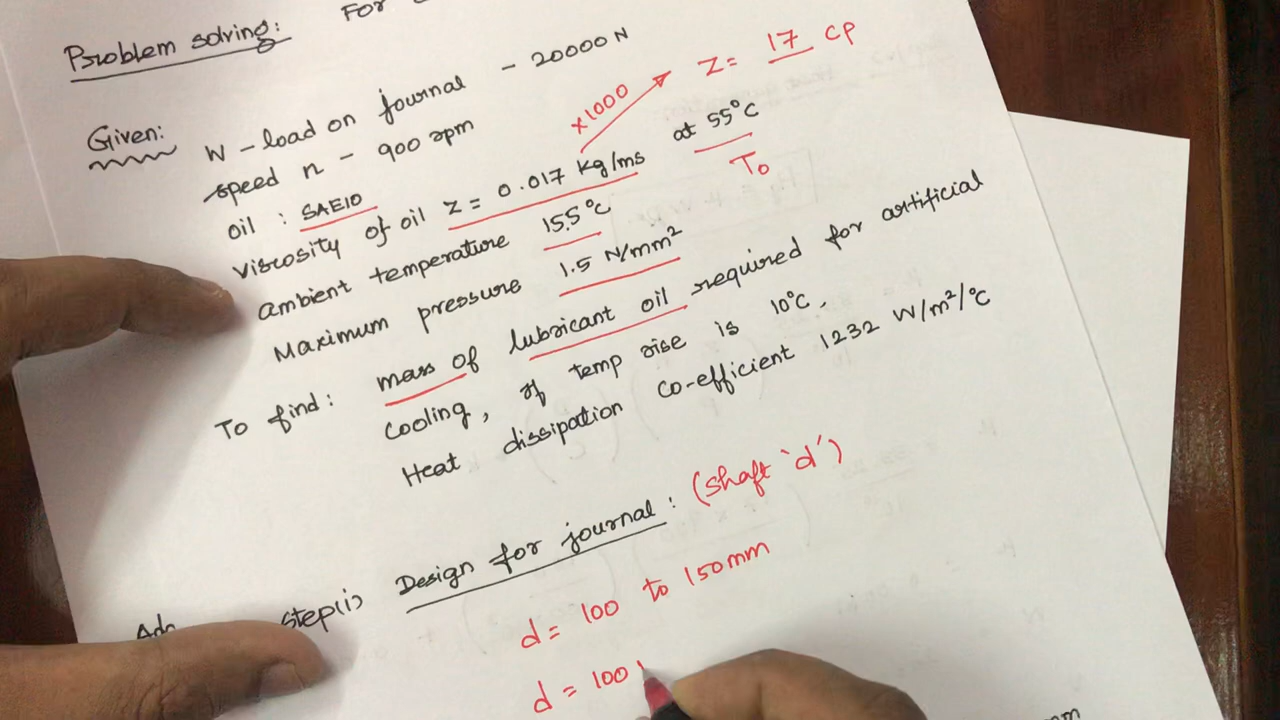 Problem solving: For
Given:
W - load on journal - 20000 N
speed n - 900 rpm
oil : SAE10
viscosity of oil Z = 0.017 kg/ms at 55°C
×1000 Z = 17 CP
T₀
ambient temperature 15.5°C
Maximum pressure 1.5 N/mm²
To find: mass of lubricant oil required for artificial
cooling, if temp rise is 10°C.
Heat dissipation co-efficient 1232 W/m²/°C
Step(i) Design for journal: (shaft 'd')
d = 100 to 150mm
d = 100
mm